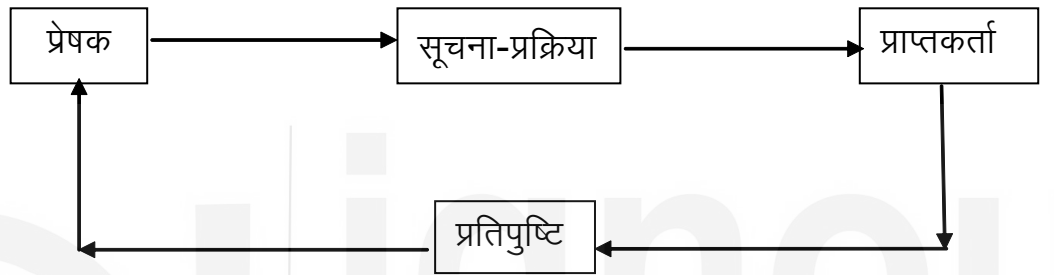 प्रेषक
सूचना-प्रक्रिया
प्राप्तकर्ता
प्रतिपुष्टि